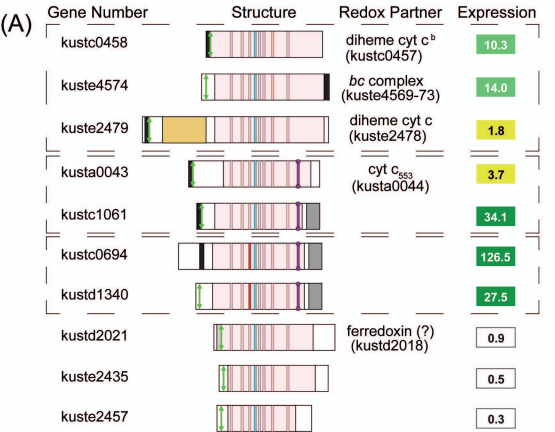 (A)
Gene Number Structure Redox Partner Expression
kustc0458 diheme cyt c b 10.3
(kustc0457)
kuste4574 bc complex 14.0
(kuste4569-73)
kuste2479 diheme cyt c 1.8
(kuste2478)
kusta0043 cyt c553 3.7
(kusta0044)
kustc1061 34.1
kustc0694 126.5
kustd1340 27.5
kustd2021 ferredoxin (?) 0.9
(kustd2018)
kuste2435 0.5
kuste2457 0.3